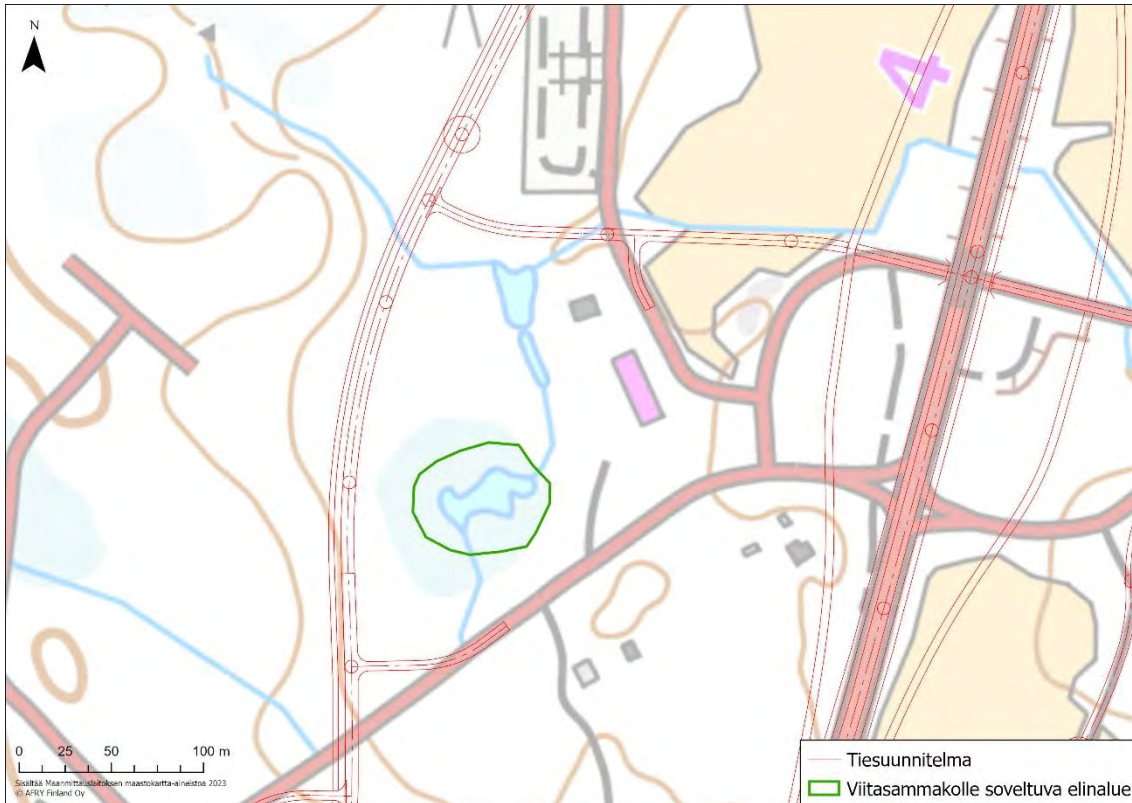 N
4
0 25 50 100 m
Sisältää Maanmittauslaitoksen maastokartta-aineistoa 2023
© AFRY Finland Oy
Tiesuunnitelma
Viitasammakolle soveltuva elinalue